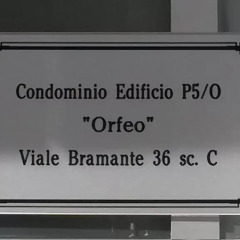 Condominio Edificio P5/O
"Orfeo"
Viale Bramante 36 sc. C